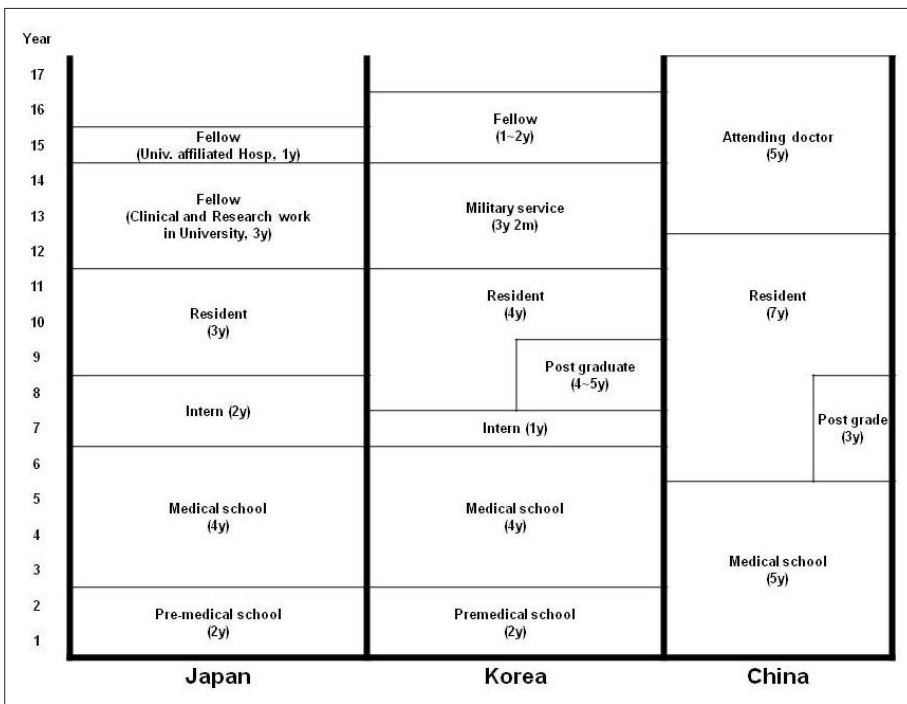 Year
17
16
15
14
13
12
11
10
9
8
7
6
5
4
3
2
1
Fellow
(Univ. affiliated Hosp, 1y)
Fellow
(Clinical and Research work
in University, 3y)
Resident
(3y)
Intern (2y)
Medical school
(4y)
Pre-medical school
(2y)
Japan
Fellow
(1~2y)
Military service
(3y 2m)
Resident
(4y)
Post graduate
(4~5y)
Intern (1y)
Medical school
(4y)
Premedical school
(2y)
Korea
Attending doctor
(5y)
Resident
(7y)
Post grade
(3y)
Medical school
(5y)
China